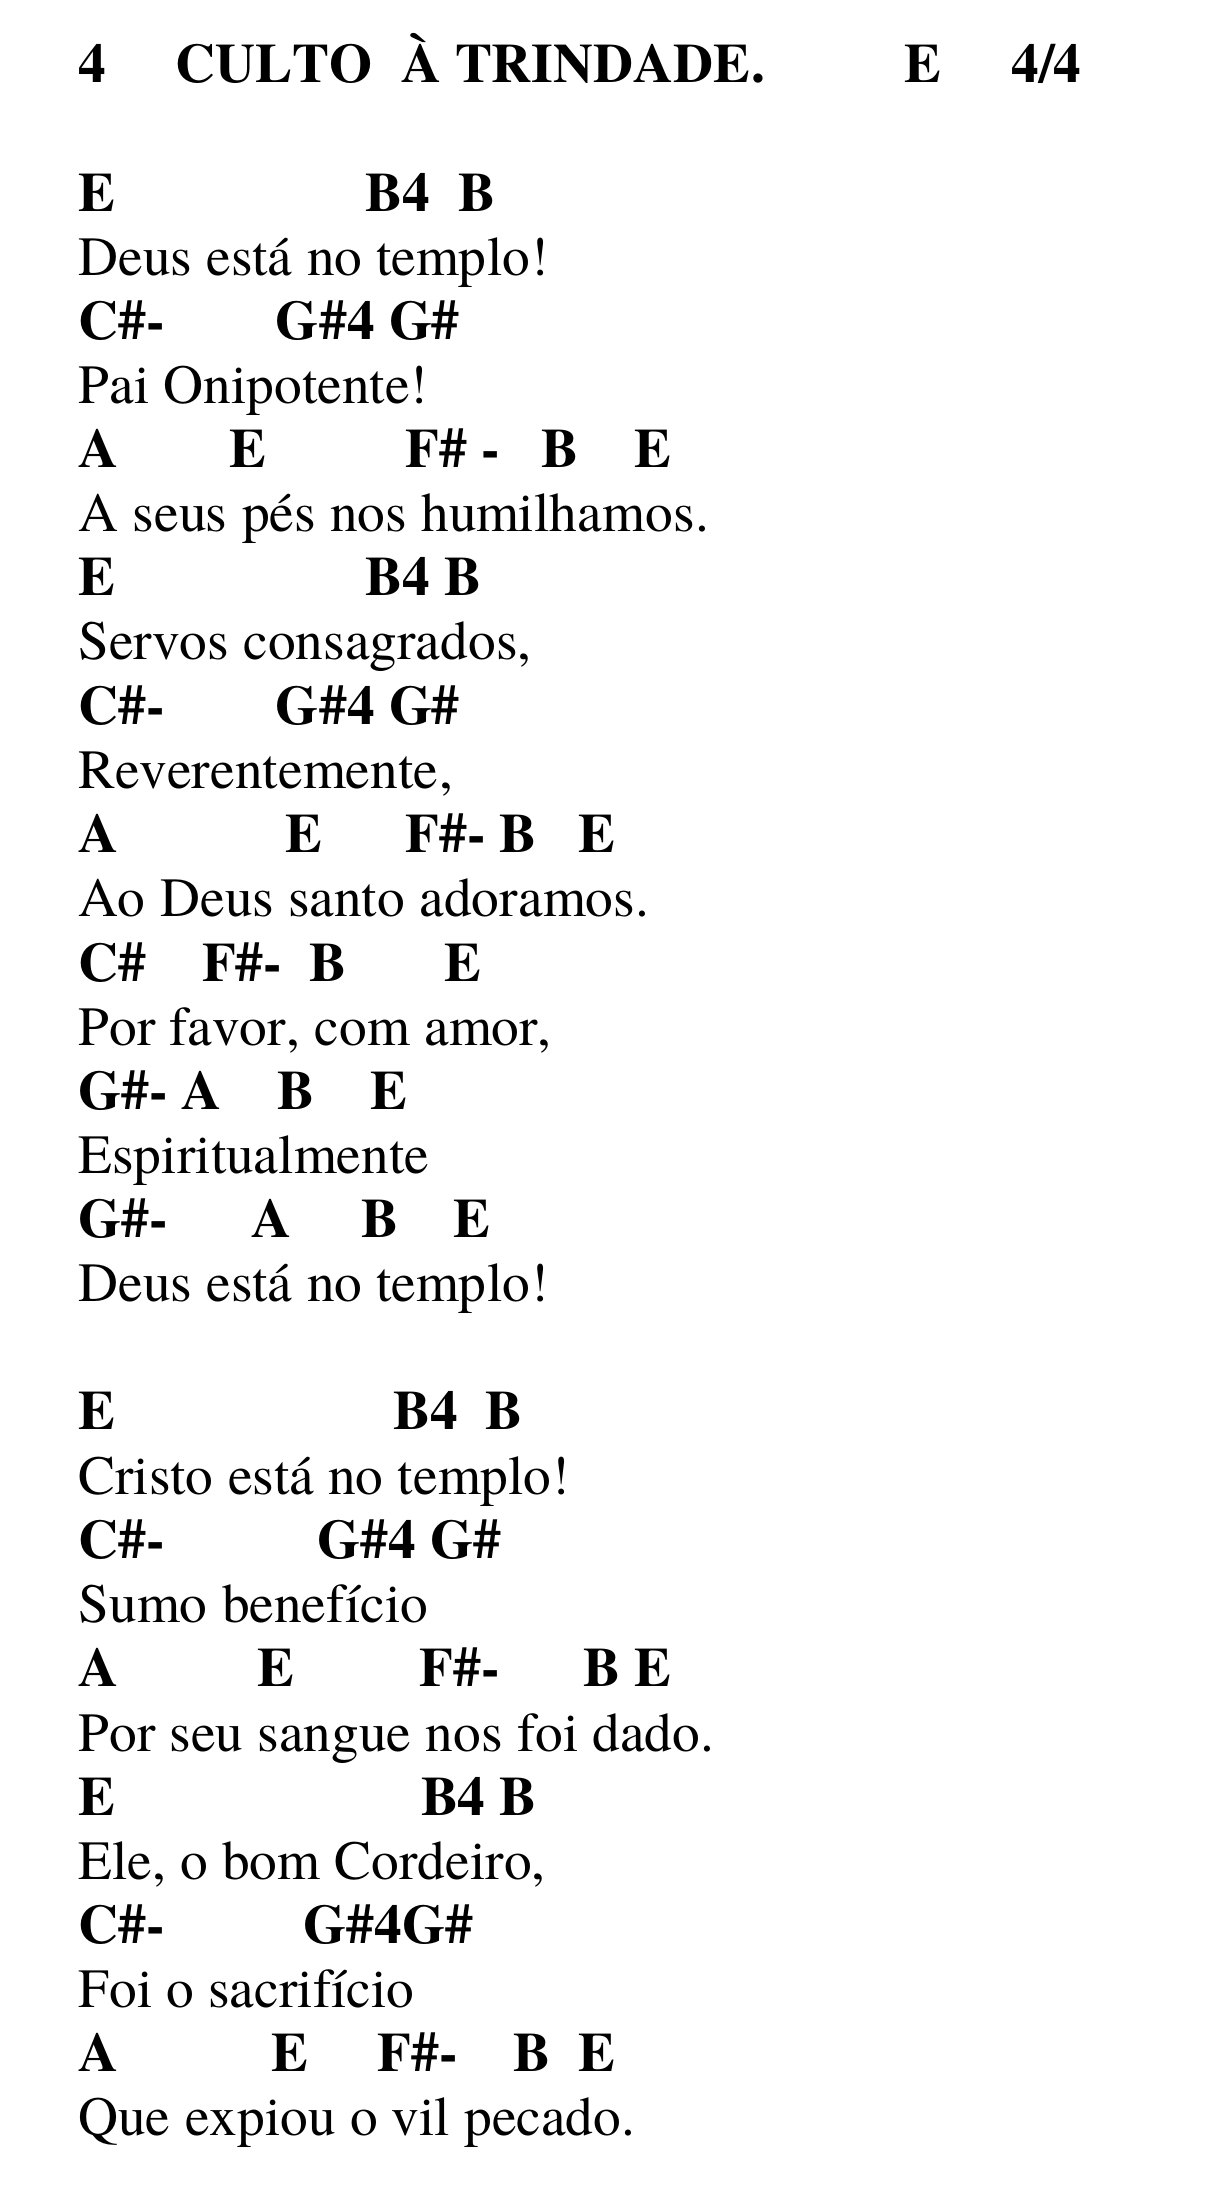 4 CULTO À TRINDADE. E 4/4
E B4 B
Deus está no templo!
C#- G#4 G#
Pai Onipotente!
A E F# - B E
A seus pés nos humilhamos.
E B4 B
Servos consagrados,
C#- G#4 G#
Reverentemente,
A E F#- B E
Ao Deus santo adoramos.
C# F#- B E
Por favor, com amor,
G#- A B E
Espiritualmente
G#- A B E
Deus está no templo!
E B4 B
Cristo está no templo!
C#- G#4 G#
Sumo benefício
A E F#- B E
Por seu sangue nos foi dado.
E B4 B
Ele, o bom Cordeiro,
C#- G#4G#
Foi o sacrifício
A E F#- B E
Que expiou o vil pecado.